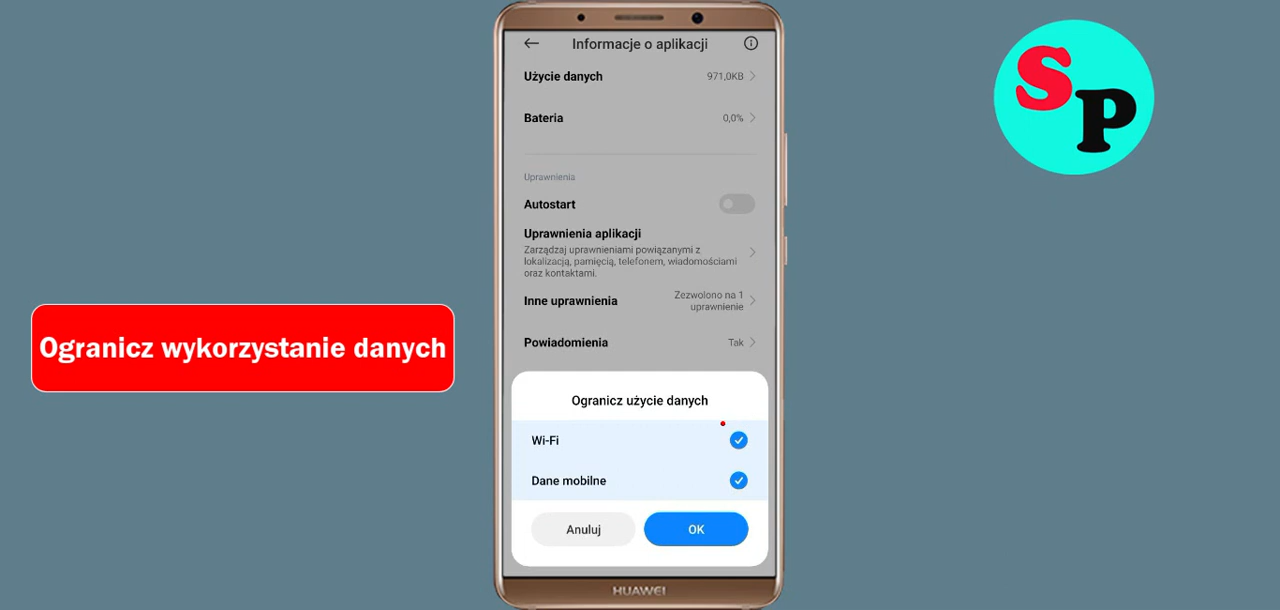 Informacje o aplikacji
Użycie danych
971,0KB
Bateria
0,0%
Uprawnienia
Autostart
Uprawnienia aplikacji
Zarządzaj uprawnieniami powiązanymi z
lokalizacją, pamięcią, telefonem, wiadomościami
oraz kontaktami.
Inne uprawnienia
Zezwolono na 1
uprawnienie
Powiadomienia
Tak
Ogranicz użycie danych
Wi-Fi
Dane mobilne
Anuluj
OK
HUAWEI
Ogranicz wykorzystanie danych
SP